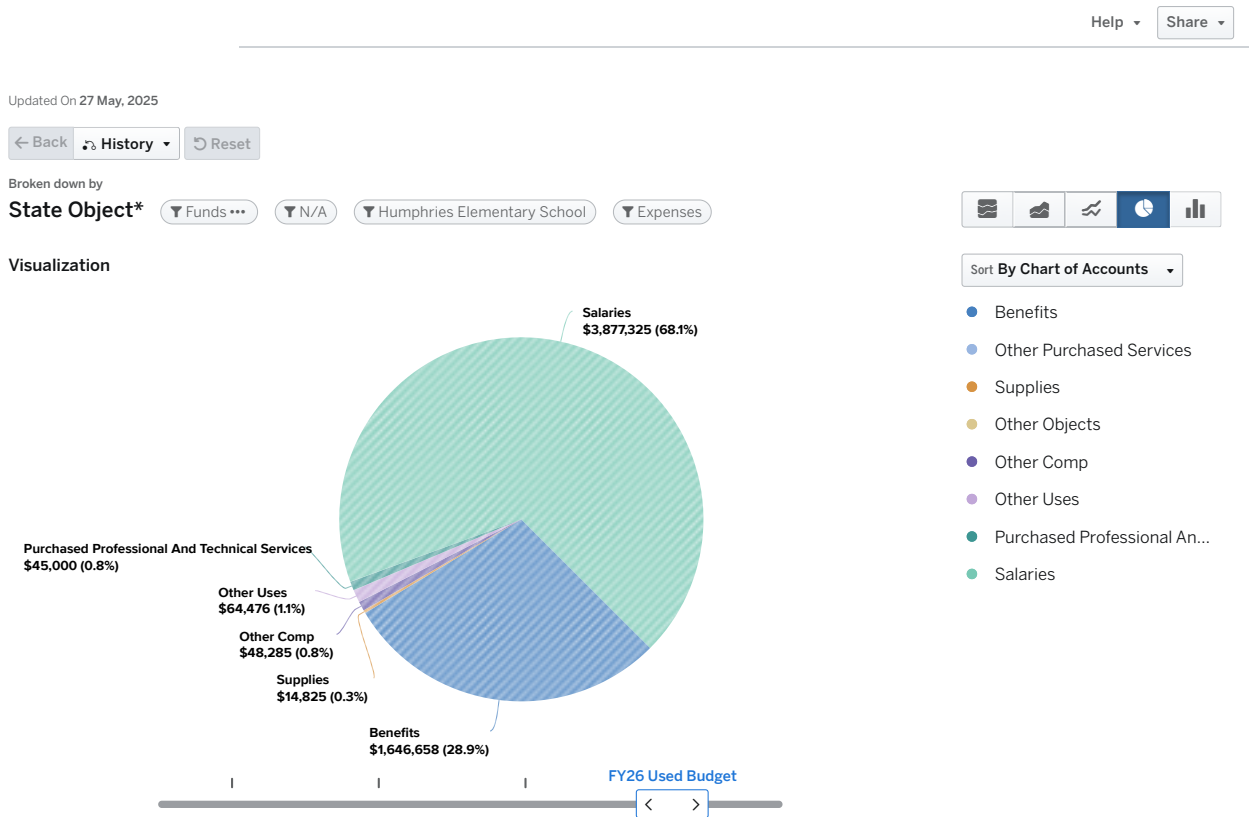 Help
Share
Updated On 27 May, 2025
Back
History
Reset
Broken down by
State Object*
Funds •••
N/A
Humphries Elementary School
Expenses
Visualization
Sort By Chart of Accounts
Benefits
Other Purchased Services
Supplies
Other Objects
Other Comp
Other Uses
Purchased Professional An...
Salaries
Salaries
$3,877,325 (68.1%)
Purchased Professional And Technical Services
$45,000 (0.8%)
Other Uses
$64,476 (1.1%)
Other Comp
$48,285 (0.8%)
Supplies
$14,825 (0.3%)
Benefits
$1,646,658 (28.9%)
FY26 Used Budget